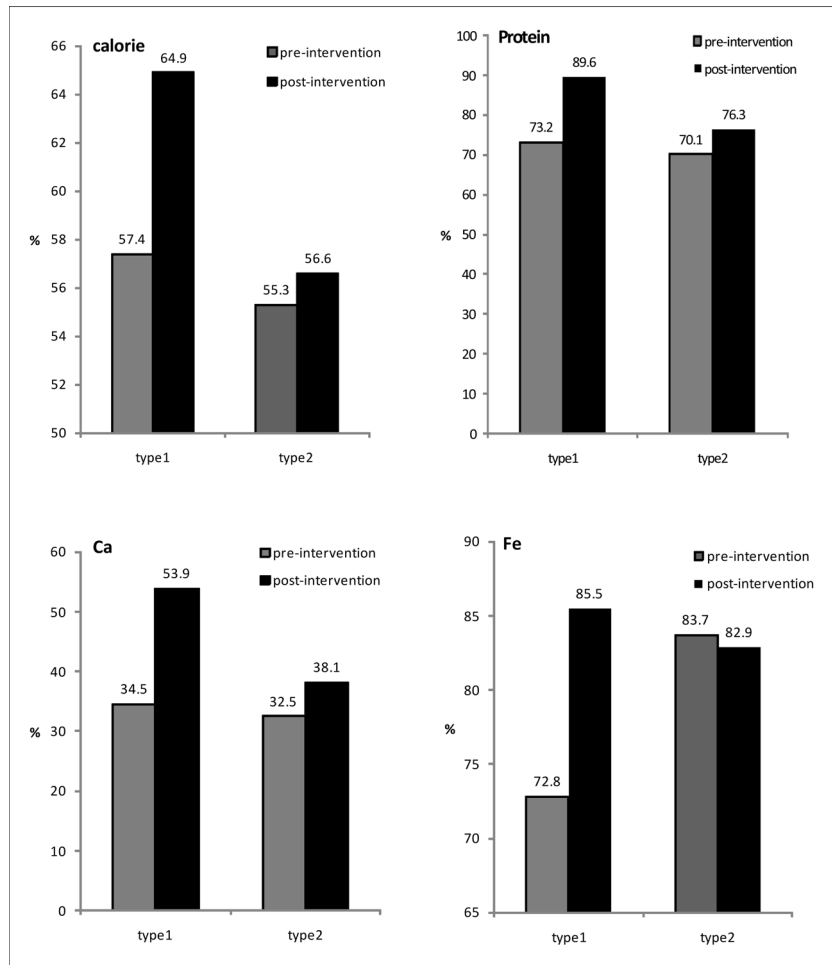 calorie
66
64
62
60
58
56
54
52
50
%
pre-intervention
post-intervention
57.4
64.9
55.3
56.6
type1
type2
Protein
100
90
80
70
60
50
40
30
20
10
0
%
pre-intervention
post-intervention
73.2
89.6
70.1
76.3
type1
type2
Ca
60
50
40
30
20
10
0
%
pre-intervention
post-intervention
34.5
53.9
32.5
38.1
type1
type2
Fe
90
85
80
75
70
65
%
pre-intervention
post-intervention
72.8
85.5
83.7
82.9
type1
type2